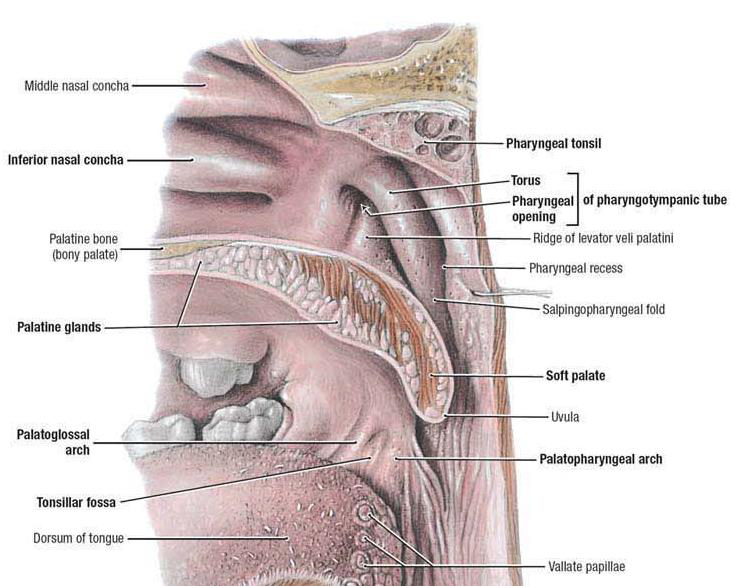 Middle nasal concha
Pharyngeal tonsil
Inferior nasal concha
Torus
Pharyngeal
opening
of pharyngotympanic tube
Palatine bone
(bony palate)
Ridge of levator veli palatini
Pharyngeal recess
Salpingopharyngeal fold
Palatine glands
Soft palate
Uvula
Palatoglossal
arch
Palatopharyngeal arch
Tonsillar fossa
Dorsum of tongue
Vallate papillae